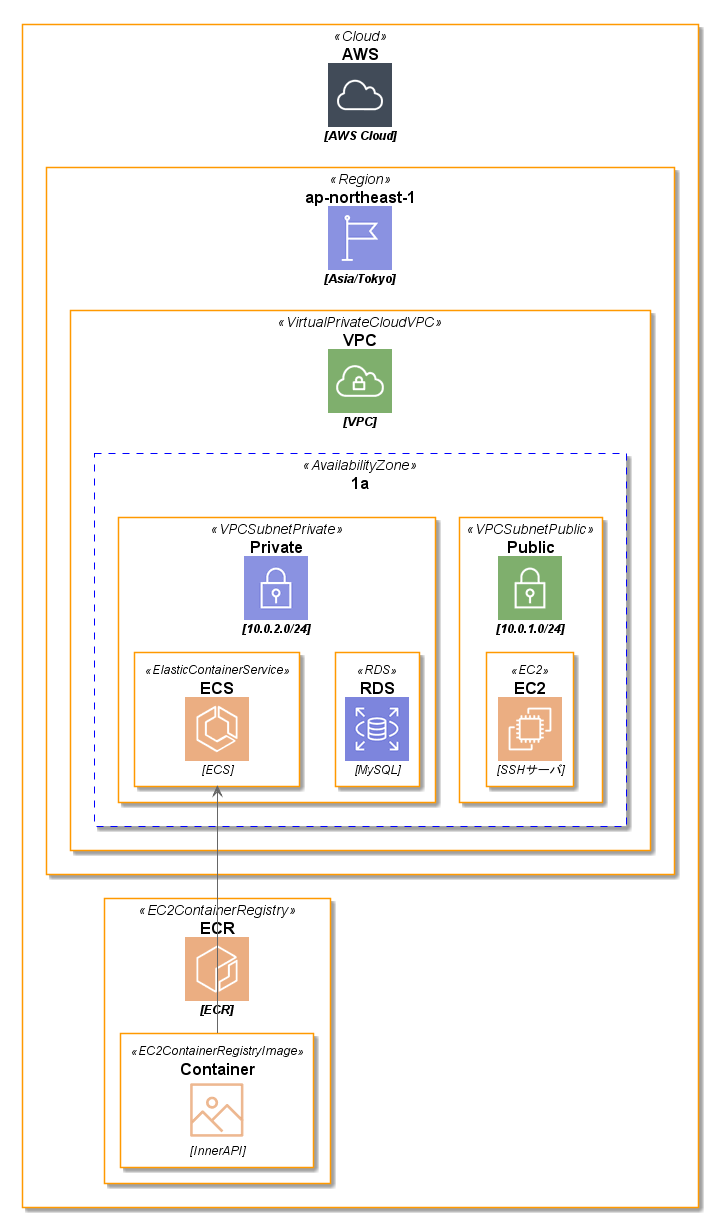 «Cloud»
AWS
[AWS Cloud]
«Region»
ap-northeast-1
[Asia/Tokyo]
«VirtualPrivateCloudVPC»
VPC
[VPC]
«AvailabilityZone»
1a
«VPCSubnetPrivate»
Private
[10.0.2.0/24]
«ElasticContainerService»
ECS
[ECS]
«RDS»
RDS
[MySQL]
«VPCSubnetPublic»
Public
[10.0.1.0/24]
«EC2»
EC2
[SSHサーバ]
«EC2ContainerRegistry»
ECR
[ECR]
«EC2ContainerRegistryImage»
Container
[InnerAPI]